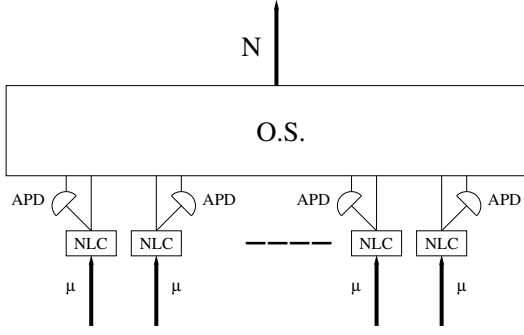 N
O.S.
APD APD APD APD
NLC NLC NLC NLC
μ μ μ μ